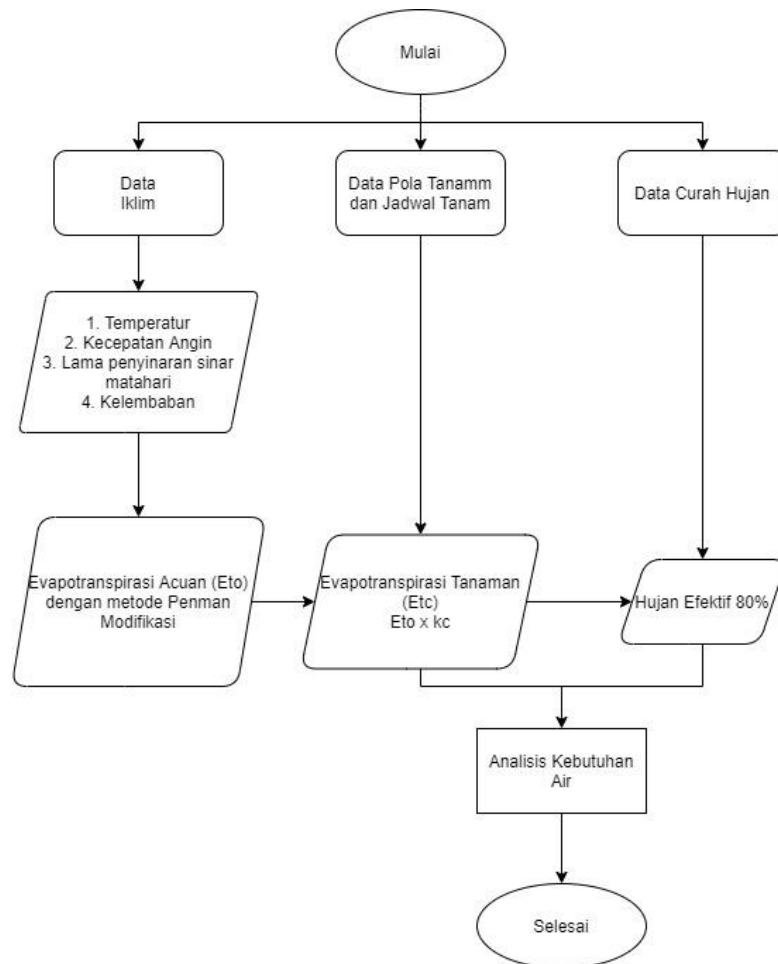 Mulai
Data
Iklim
Data Pola Tanamm
dan Jadwal Tanam
Data Curah Hujan
1. Temperatur
2. Kecepatan Angin
3. Lama penyinaran sinar
matahari
4. Kelembaban
Evapotranspirasi Acuan (Eto)
dengan metode Penman
Modifikasi
Evapotranspirasi Tanaman
(Etc)
Eto x kc
Hujan Efektif 80%
Analisis Kebutuhan
Air
Selesai